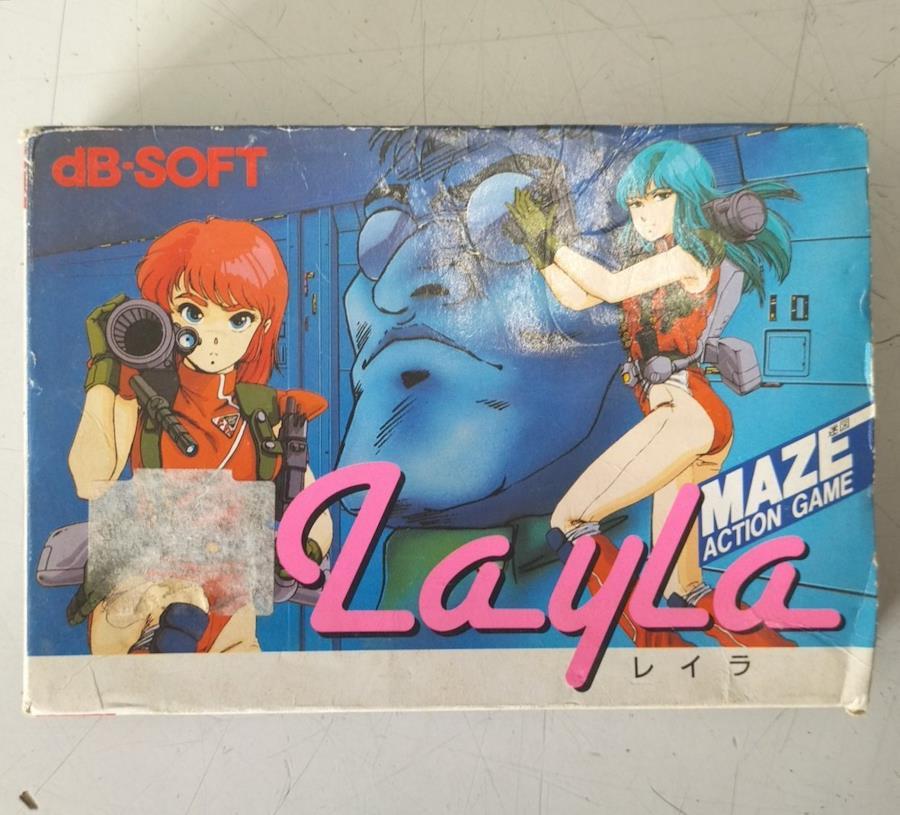 dB-SOFT
迷図
MAZE
ACTION GAME
Layla
レイラ